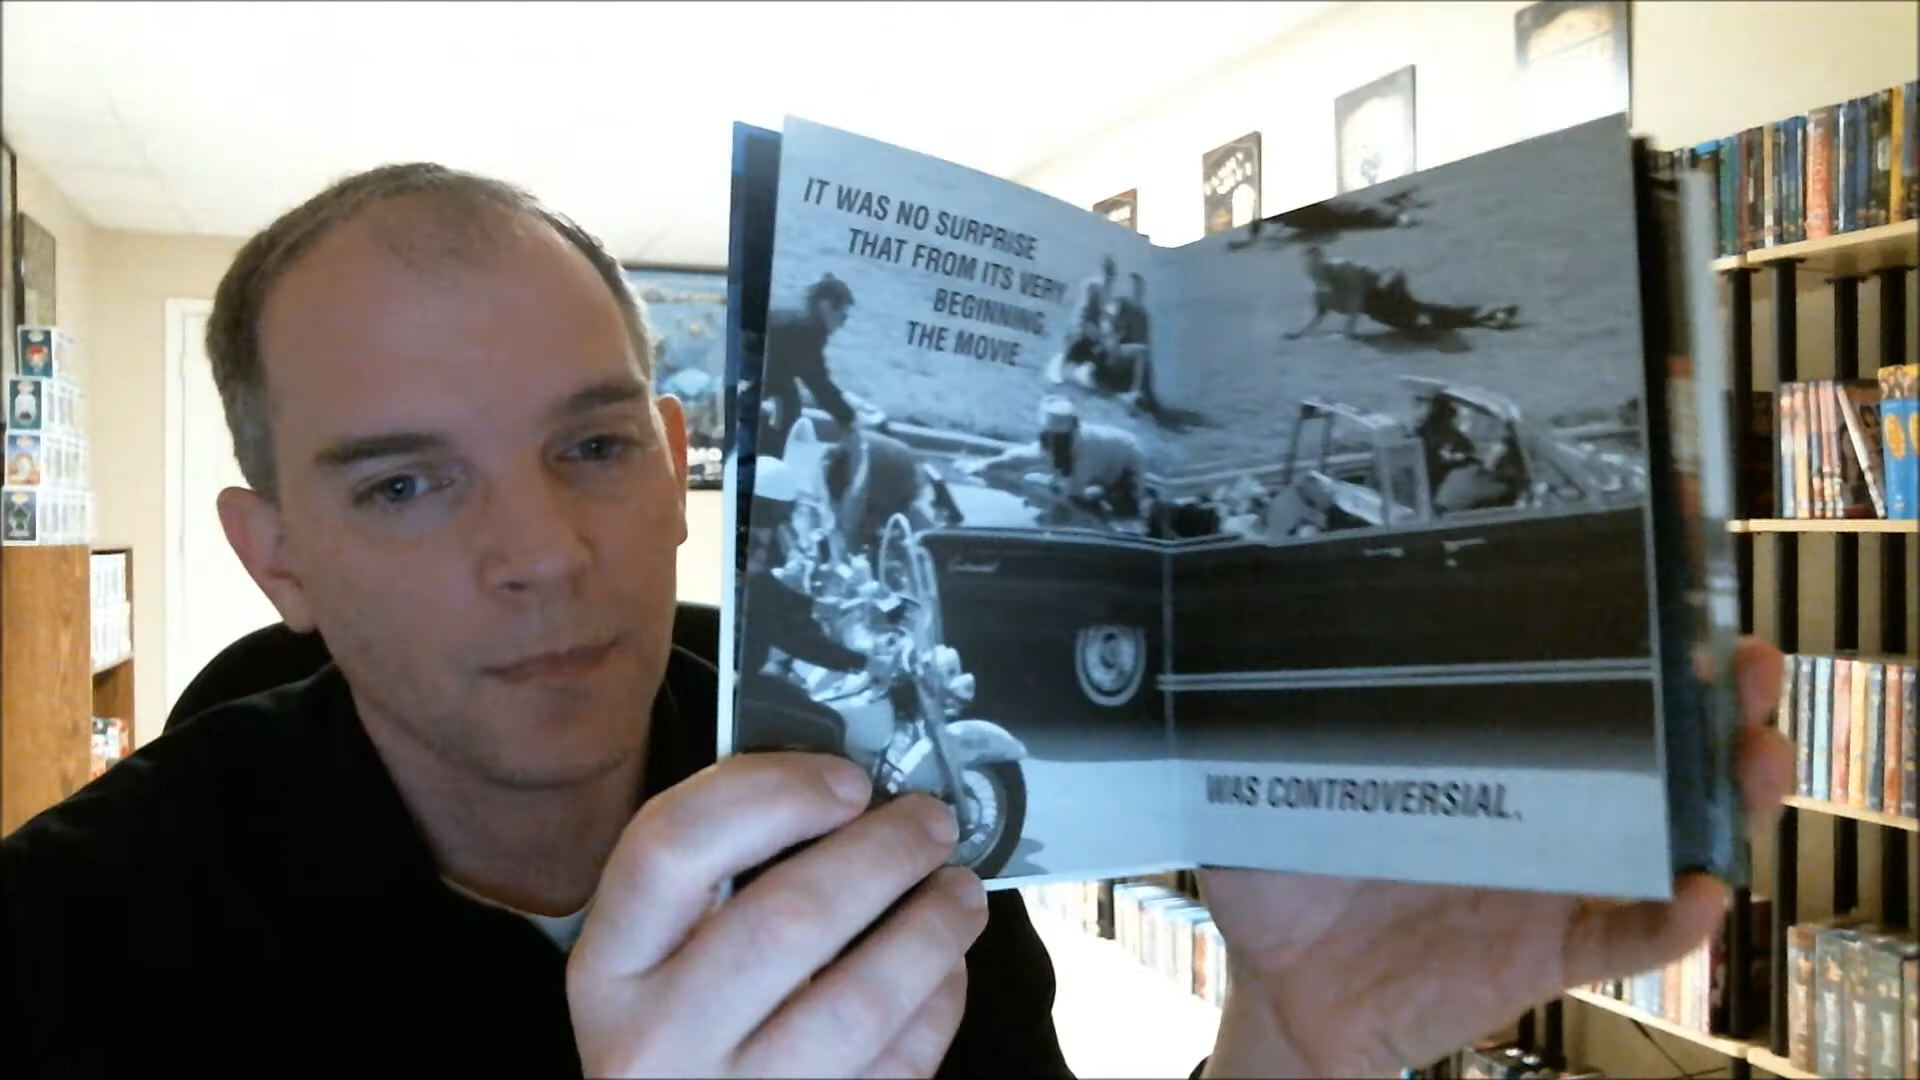 IT WAS NO SURPRISE
THAT FROM ITS VERY
BEGINNING,
THE MOVIE
WAS CONTROVERSIAL.